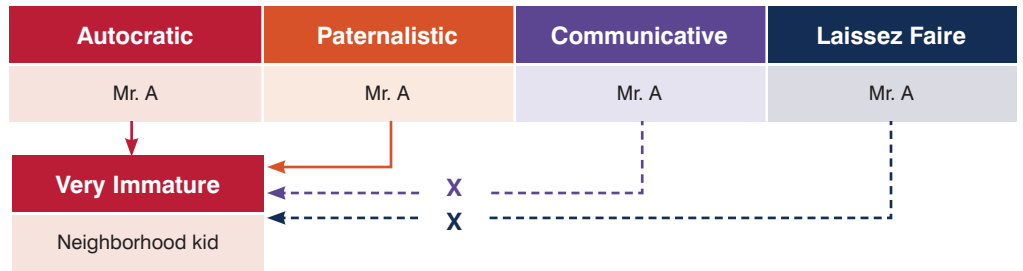 Autocratic Paternalistic Communicative Laissez Faire
Mr. A Mr. A Mr. A Mr. A
Very Immature
X
X
Neighborhood kid